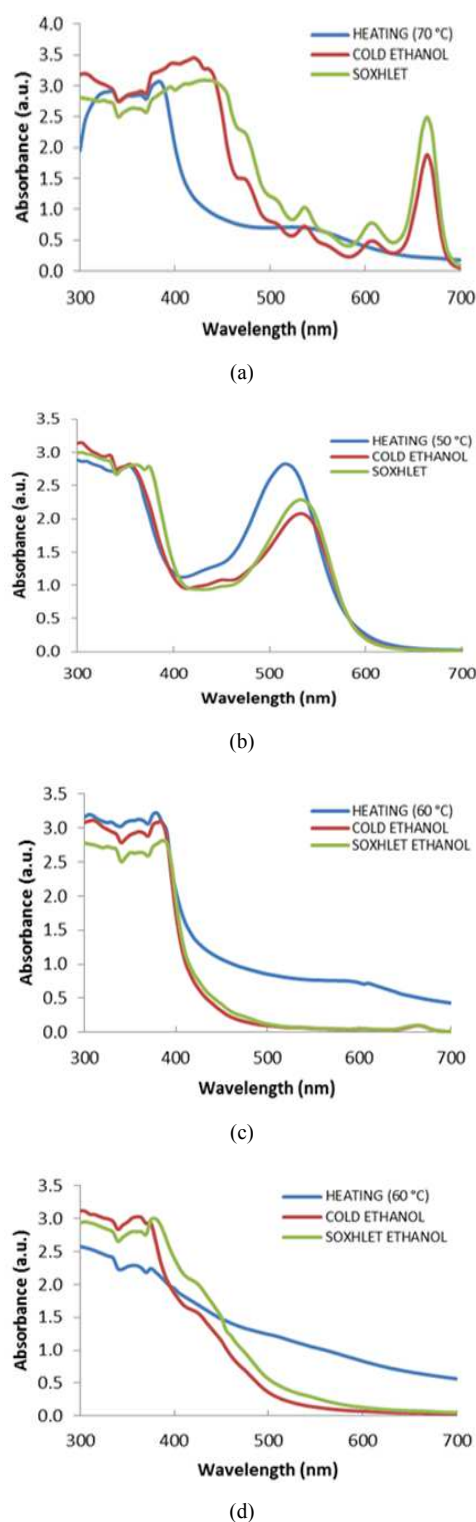 4.0
3.5
3.0
2.5
2.0
1.5
1.0
0.5
0.0
Absorbance (a.u.)
HEATING (70 °C)
COLD ETHANOL
SOXHLET
300 400 500 600 700
Wavelength (nm)
(a)
3.5
3.0
2.5
2.0
1.5
1.0
0.5
0.0
Absorbance (a.u.)
HEATING (50 °C)
COLD ETHANOL
SOXHLET
300 400 500 600 700
Wavelength (nm)
(b)
3.5
3.0
2.5
2.0
1.5
1.0
0.5
0.0
Absorbance (a.u.)
HEATING (60 °C)
COLD ETHANOL
SOXHLET ETHANOL
300 400 500 600 700
Wavelength (nm)
(c)
3.5
3.0
2.5
2.0
1.5
1.0
0.5
0.0
Absorbance (a.u.)
HEATING (60 °C)
COLD ETHANOL
SOXHLET ETHANOL
300 400 500 600 700
Wavelength (nm)
(d)